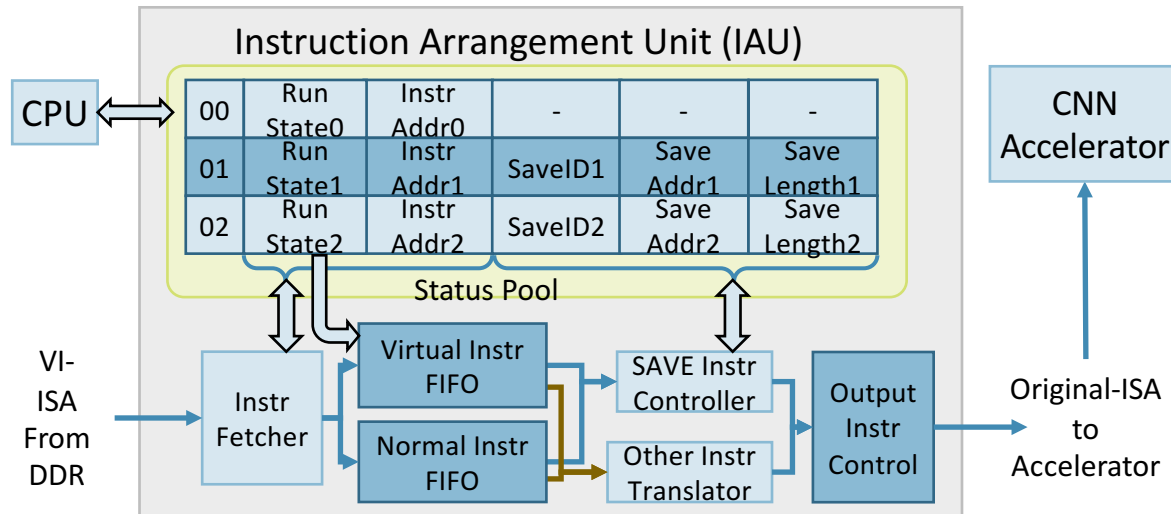 Instruction Arrangement Unit (IAU)
CPU
00
Run
State0
Instr
Addr0
-
-
-
01
Run
State1
Instr
Addr1
SaveID1
Save
Addr1
Save
Length1
02
Run
State2
Instr
Addr2
SaveID2
Save
Addr2
Save
Length2
Status Pool
CNN
Accelerator
VI-
ISA
From
DDR
Instr
Fetcher
Virtual Instr
FIFO
Normal Instr
FIFO
SAVE Instr
Controller
Other Instr
Translator
Output
Instr
Control
Original-ISA
to
Accelerator